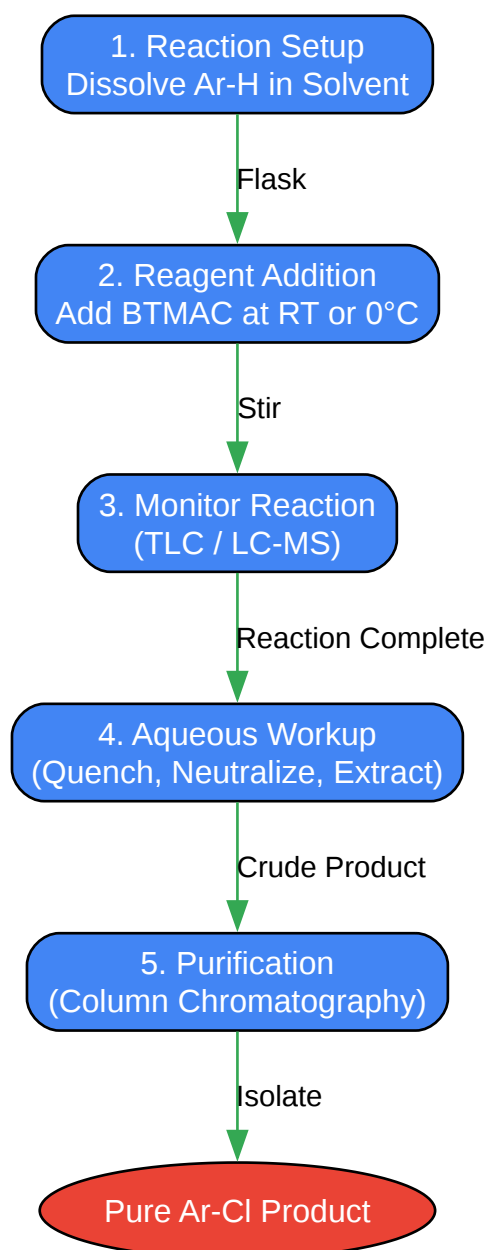 1. Reaction Setup
Dissolve Ar-H in Solvent
Flask
2. Reagent Addition
Add BTMAC at RT or 0°C
Stir
3. Monitor Reaction
(TLC / LC-MS)
Reaction Complete
4. Aqueous Workup
(Quench, Neutralize, Extract)
Crude Product
5. Purification
(Column Chromatography)
Isolate
Pure Ar-Cl Product